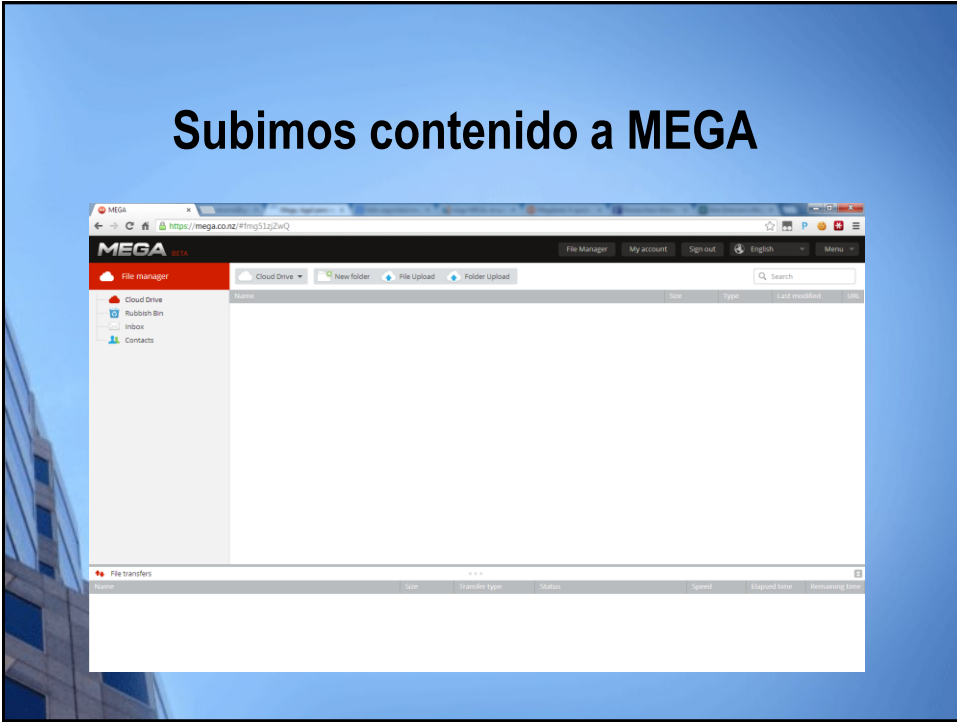 Subimos contenido a MEGA
MEGA
https://mega.co.nz/#fmg51zjZwQ
MEGA BETA
File Manager My account Sign out English Menu
File manager
Cloud Drive New folder File Upload Folder Upload Search
Name Size Type Last modified URL
Cloud Drive
Rubbish Bin
Inbox
Contacts
File transfers
Name Size Transfer type Status Speed Elapsed time Remaining time